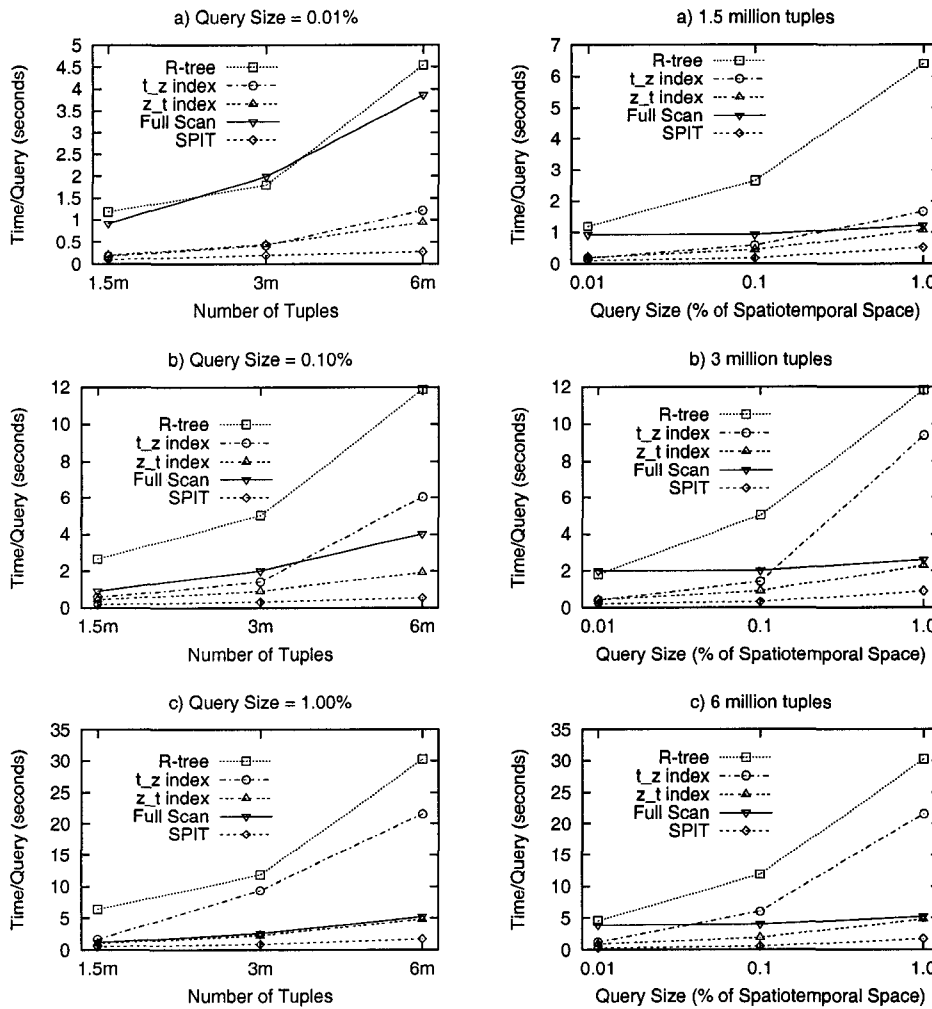 a) Query Size = 0.01%
Time/Query (seconds)
5
4.5
4
3.5
3
2.5
2
1.5
1
0.5
0
R-tree
t_z index
z_t index
Full Scan
SPIT
1.5m
3m
6m
Number of Tuples
a) 1.5 million tuples
Time/Query (seconds)
7
6
5
4
3
2
1
0
R-tree
t_z index
z_t index
Full Scan
SPIT
0.01
0.1
1.0
Query Size (% of Spatiotemporal Space)
b) Query Size = 0.10%
Time/Query (seconds)
12
10
8
6
4
2
0
R-tree
t_z index
z_t index
Full Scan
SPIT
1.5m
3m
6m
Number of Tuples
b) 3 million tuples
Time/Query (seconds)
12
10
8
6
4
2
0
R-tree
t_z index
z_t index
Full Scan
SPIT
0.01
0.1
1.0
Query Size (% of Spatiotemporal Space)
c) Query Size = 1.00%
Time/Query (seconds)
35
30
25
20
15
10
5
0
R-tree
t_z index
z_t index
Full Scan
SPIT
1.5m
3m
6m
Number of Tuples
c) 6 million tuples
Time/Query (seconds)
35
30
25
20
15
10
5
0
R-tree
t_z index
z_t index
Full Scan
SPIT
0.01
0.1
1.0
Query Size (% of Spatiotemporal Space)